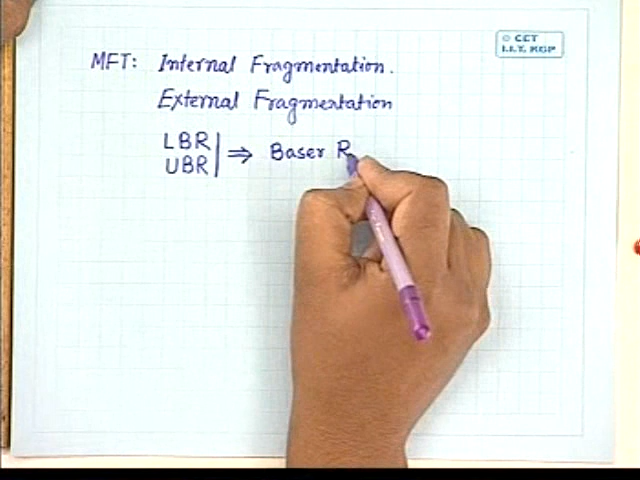 © CET
I.I.T. KGP
MFT: Internal Fragmentation.
External Fragmentation
LBR
UBR ⇒ Baser R